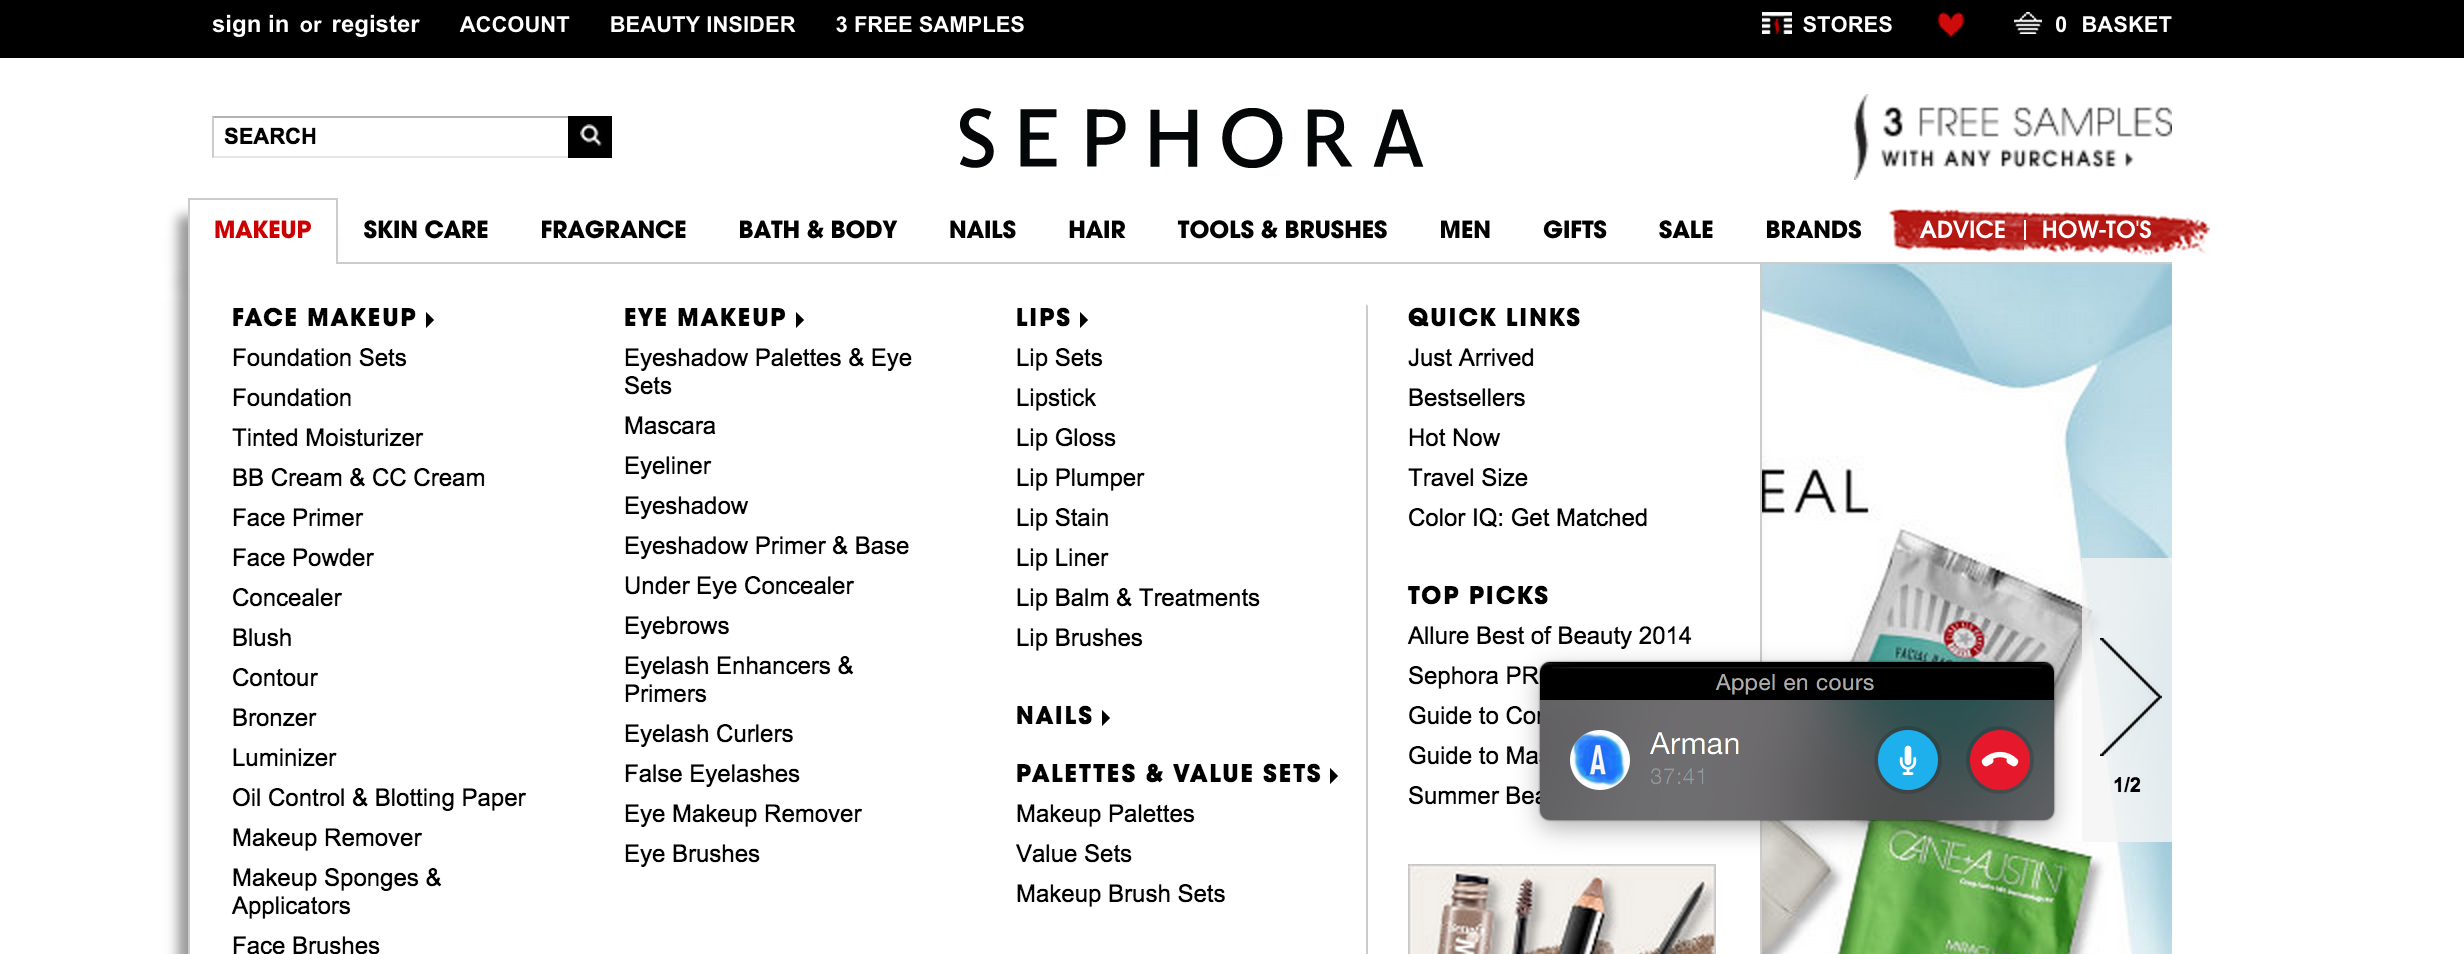 sign in or register ACCOUNT BEAUTY INSIDER 3 FREE SAMPLES STORES 0 BASKET
SEARCH
SEPHORA
3 FREE SAMPLES
WITH ANY PURCHASE
MAKEUP SKIN CARE FRAGRANCE BATH & BODY NAILS HAIR TOOLS & BRUSHES MEN GIFTS SALE BRANDS ADVICE | HOW-TO'S
FACE MAKEUP
Foundation Sets
Foundation
Tinted Moisturizer
BB Cream & CC Cream
Face Primer
Face Powder
Concealer
Blush
Contour
Bronzer
Luminizer
Oil Control & Blotting Paper
Makeup Remover
Makeup Sponges &
Applicators
Face Brushes
EYE MAKEUP
Eyeshadow Palettes & Eye
Sets
Mascara
Eyeliner
Eyeshadow
Eyeshadow Primer & Base
Under Eye Concealer
Eyebrows
Eyelash Enhancers &
Primers
Eyelash Curlers
False Eyelashes
Eye Makeup Remover
Eye Brushes
LIPS
Lip Sets
Lipstick
Lip Gloss
Lip Plumper
Lip Stain
Lip Liner
Lip Balm & Treatments
Lip Brushes
NAILS
PALETTES & VALUE SETS
Makeup Palettes
Value Sets
Makeup Brush Sets
QUICK LINKS
Just Arrived
Bestsellers
Hot Now
Travel Size
Color IQ: Get Matched
TOP PICKS
Allure Best of Beauty 2014
Sephora PR
Guide to Co
Guide to Ma
Summer Bea
EAL
FACIAL
Appel en cours
A
Arman
37:41
1/2
CANE+AUSTIN